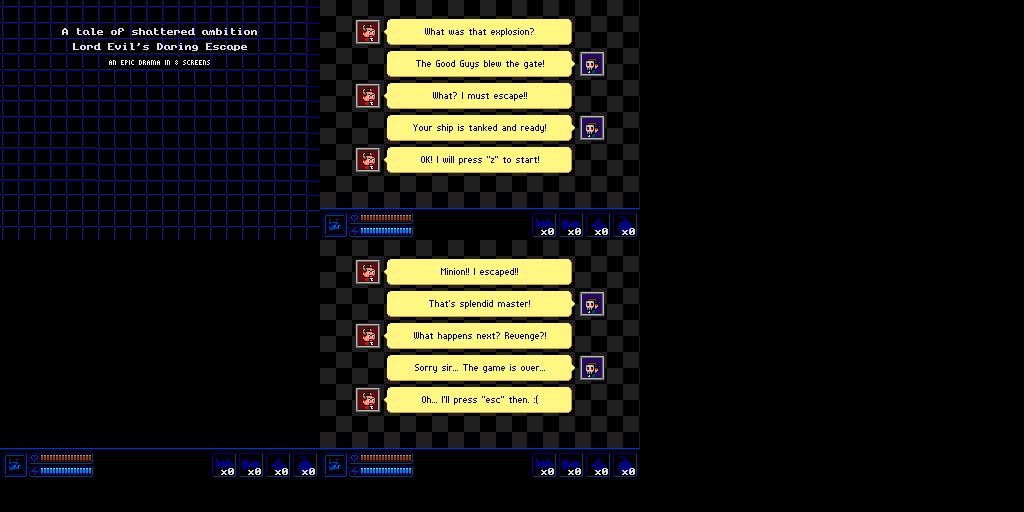 A tale of shattered ambition
Lord Evil's Daring Escape
AN EPIC DRAMA IN 8 SCREENS
What was that explosion?
The Good Guys blew the gate!
What? I must escape!!
Your ship is tanked and ready!
OK! I will press "z" to start!
x0 x0 x0 x0
Minion!! I escaped!!
That's splendid master!
What happens next? Revenge?!
Sorry sir... The game is over...
Oh... I'll press "esc" then. :(
x0 x0 x0 x0
x0 x0 x0 x0